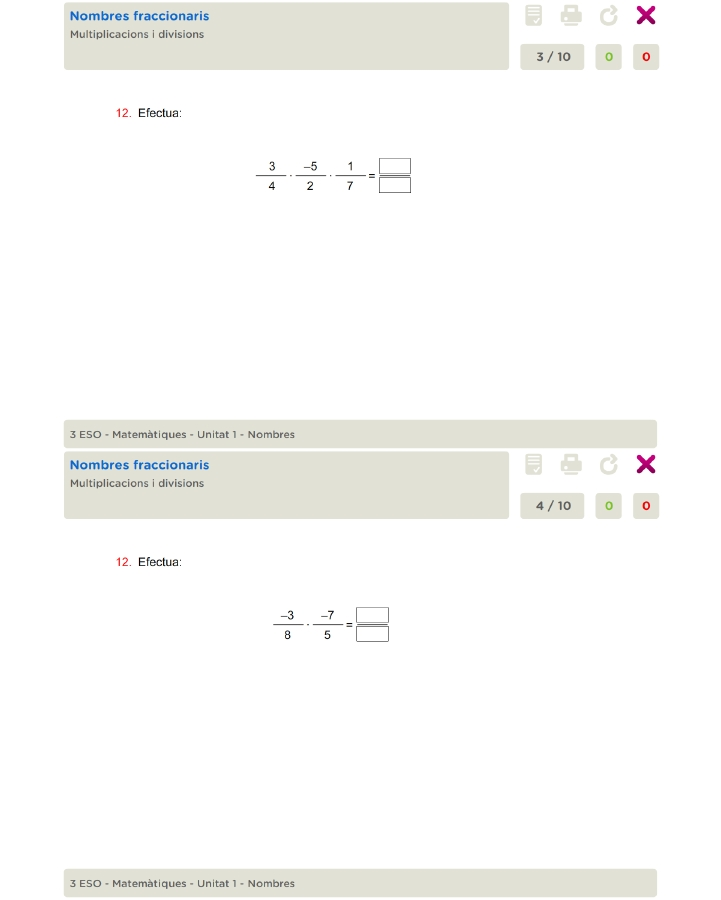 Nombres fraccionaris
Multiplicacions i divisions
3 / 10 0 0
12. Efectua:
3/4 · –5/2 · 1/7 =
3 ESO - Matemàtiques - Unitat 1 - Nombres
Nombres fraccionaris
Multiplicacions i divisions
4 / 10 0 0
12. Efectua:
–3/8 · –7/5 =
3 ESO - Matemàtiques - Unitat 1 - Nombres